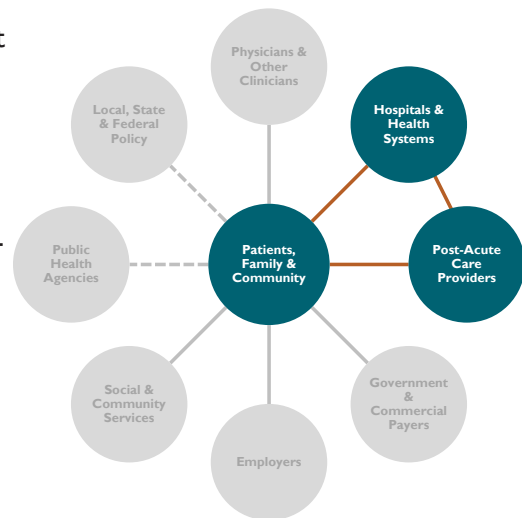 t
Physicians &
Other
Clinicians
Local, State
& Federal
Policy
Hospitals &
Health
Systems
Public
Health
Agencies
Patients,
Family &
Community
Post-Acute
Care
Providers
Social &
Community
Services
Government
&
Commercial
Payers
Employers